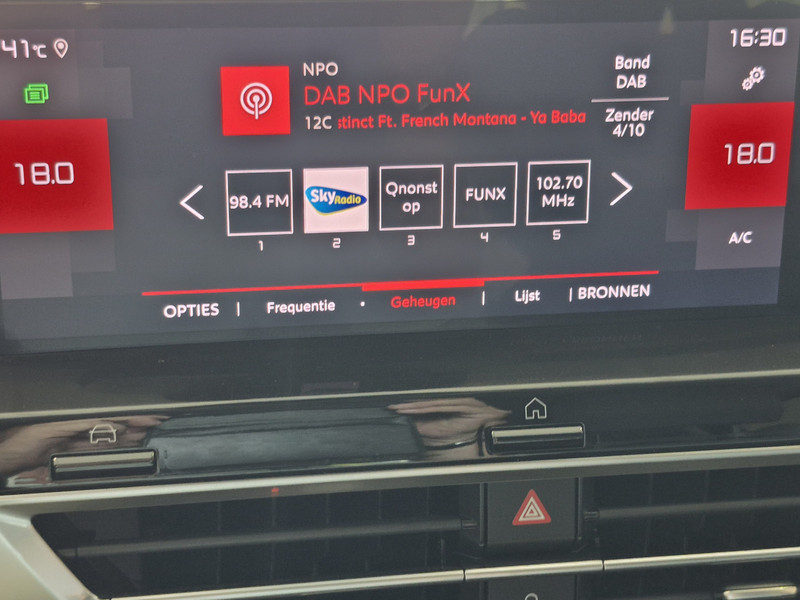 41°C
16:30
NPO
DAB NPO FunX
12C :tinct Ft. French Montana - Ya Baba
Band
DAB
Zender
4/10
18.0
18.0
98.4 FM
Sky Radio
Qnonst
op
FUNX
102.70
MHz
1
2
3
4
5
A/C
OPTIES | Frequentie • Geheugen | Lijst | BRONNEN